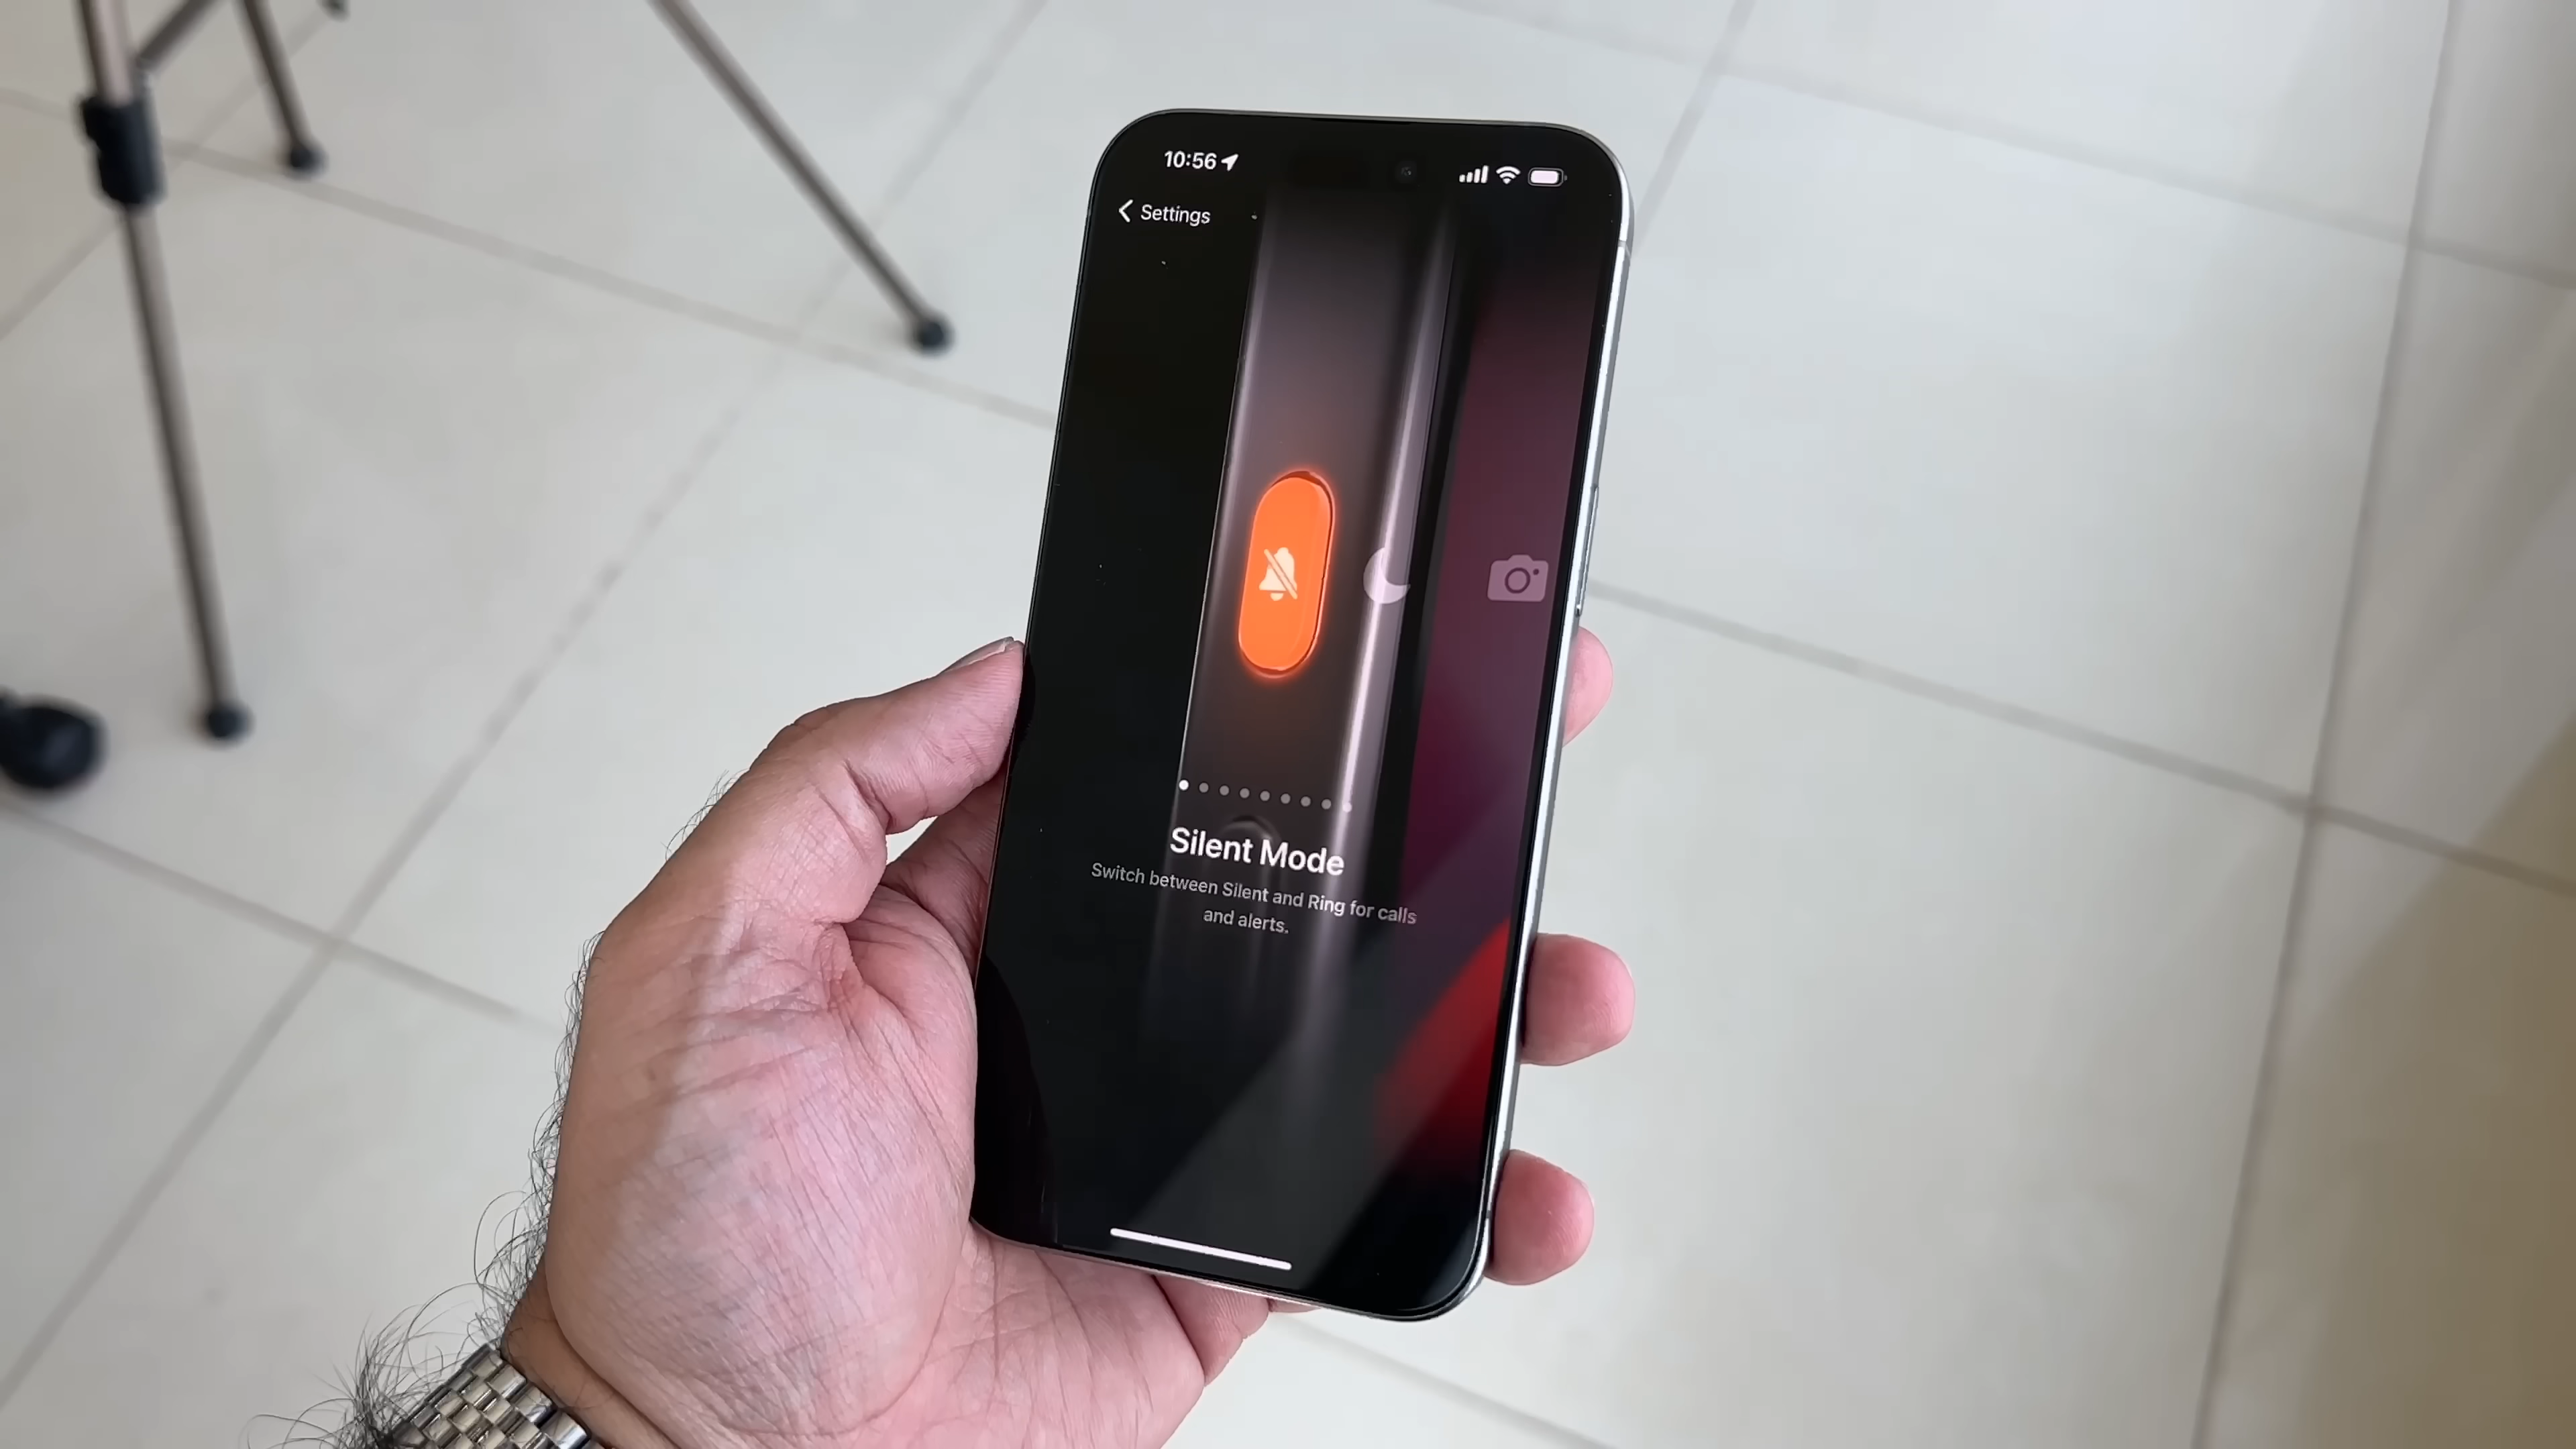 10:56
Settings
Silent Mode
Switch between Silent and Ring for calls
and alerts.